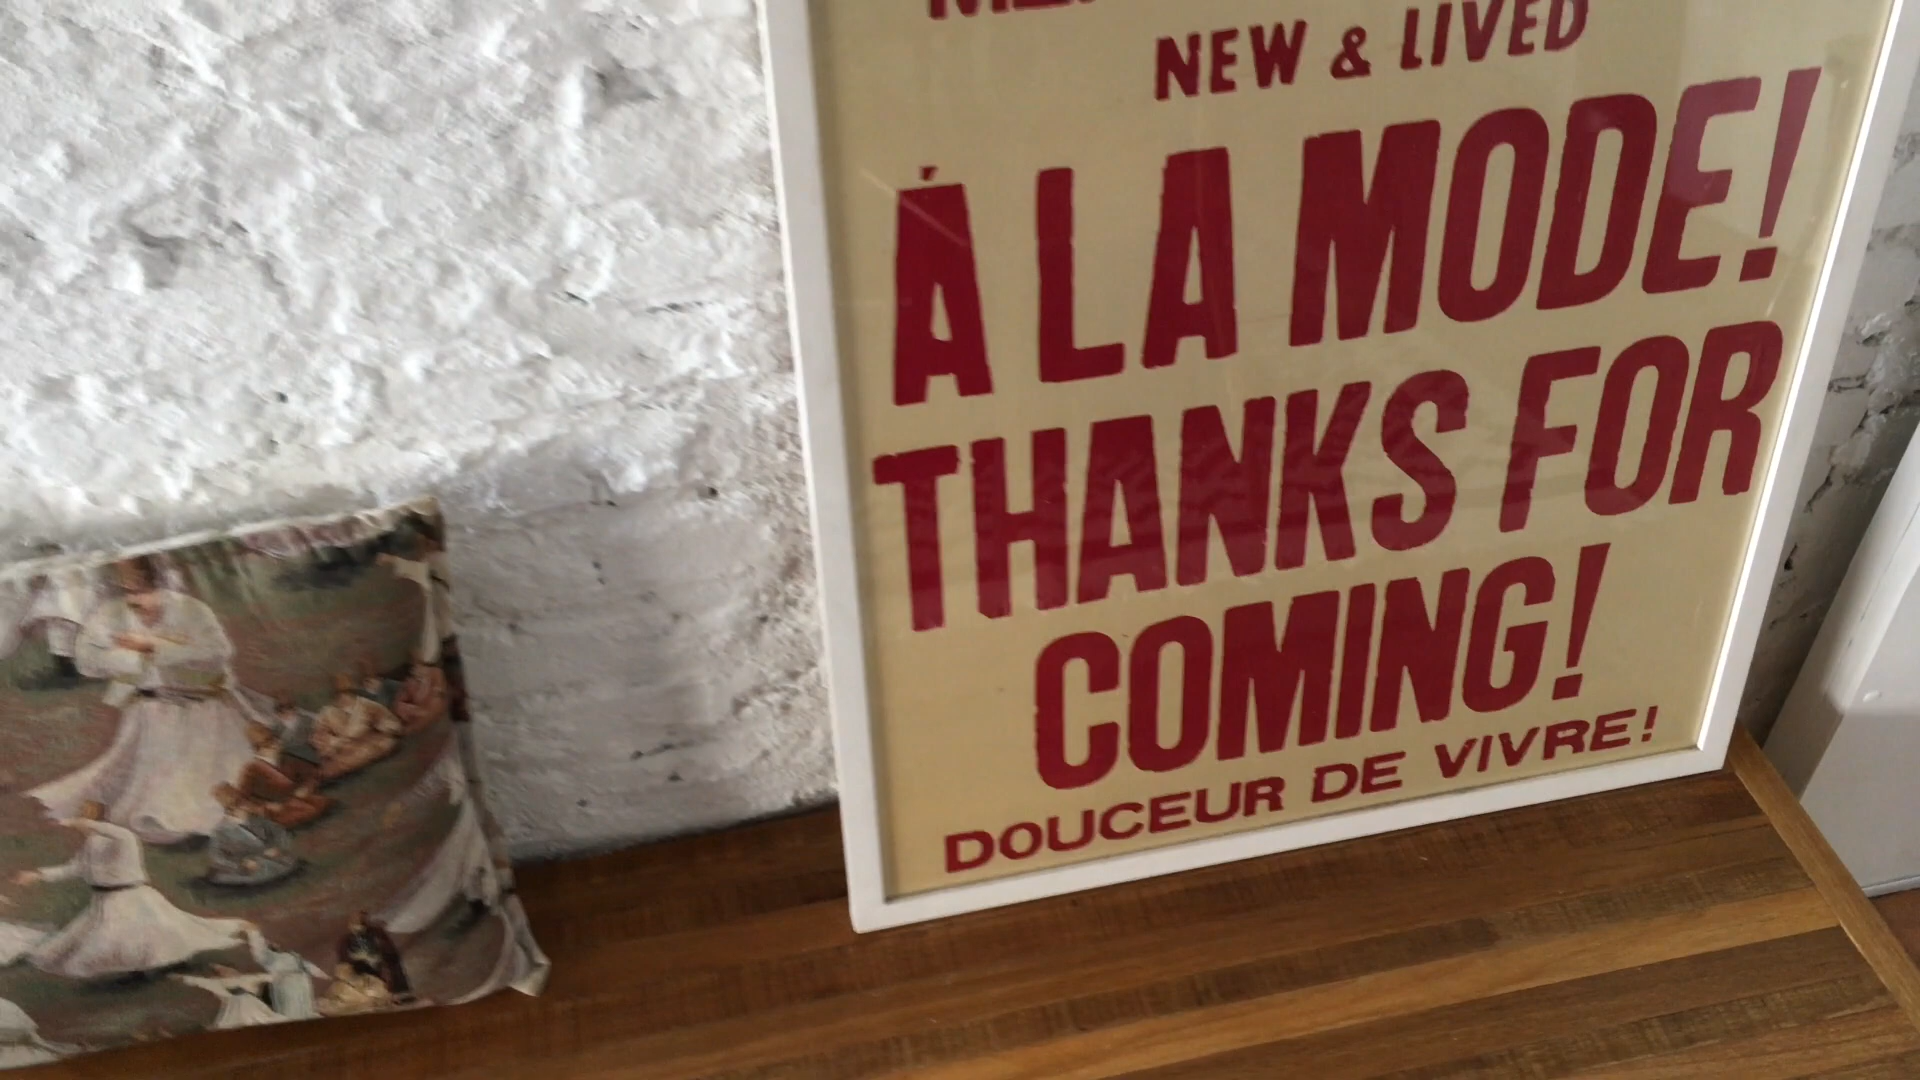 NEW & LIVED
Á LA MODE!
THANKS FOR
COMING!
DOUCEUR DE VIVRE!